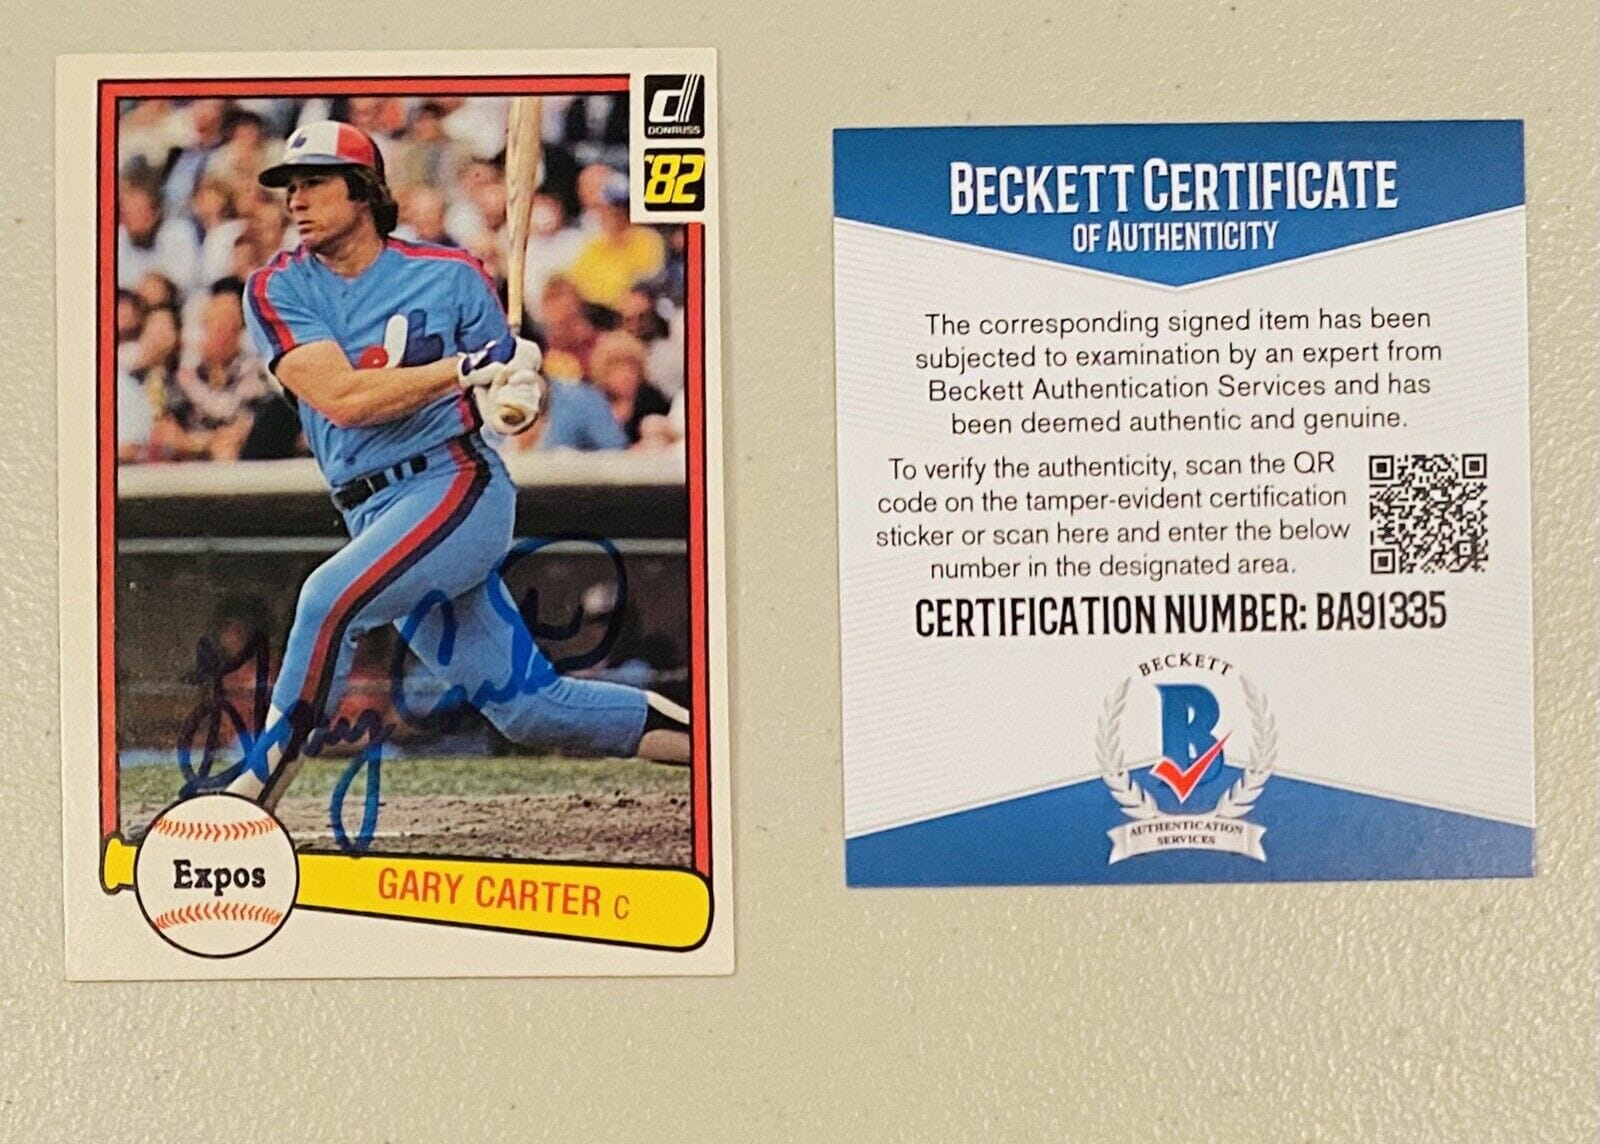 d
DONRUSS
'82
Gary Carter
Expos
GARY CARTER C
BECKETT CERTIFICATE
OF AUTHENTICITY
The corresponding signed item has been
subjected to examination by an expert from
Beckett Authentication Services and has
been deemed authentic and genuine.
To verify the authenticity, scan the QR
code on the tamper-evident certification
sticker or scan here and enter the below
number in the designated area.
CERTIFICATION NUMBER: BA91335
BECKETT
B
AUTHENTICATION
SERVICES